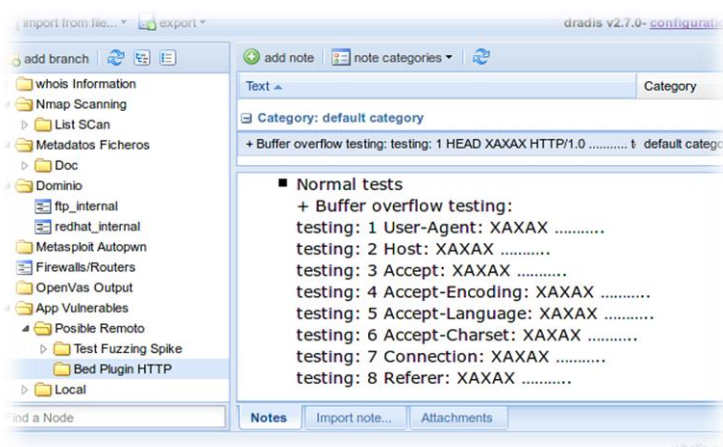 import from file... export dradis v2.7.0- configuration
add branch
whois Information
Nmap Scanning
List SCan
Metadatos Ficheros
Doc
Dominio
ftp_internal
redhat_internal
Metasploit Autopwn
Firewalls/Routers
OpenVas Output
App Vulnerables
Posible Remoto
Test Fuzzing Spike
Bed Plugin HTTP
Local
Find a Node
add note note categories
Text Category
Category: default category
+ Buffer overflow testing: testing: 1 HEAD XAXAX HTTP/1.0 ........... t default catego
■ Normal tests
+ Buffer overflow testing:
testing: 1 User-Agent: XAXAX ...........
testing: 2 Host: XAXAX ...........
testing: 3 Accept: XAXAX ...........
testing: 4 Accept-Encoding: XAXAX ...........
testing: 5 Accept-Language: XAXAX ...........
testing: 6 Accept-Charset: XAXAX ...........
testing: 7 Connection: XAXAX ...........
testing: 8 Referer: XAXAX ...........
Notes Import note... Attachments